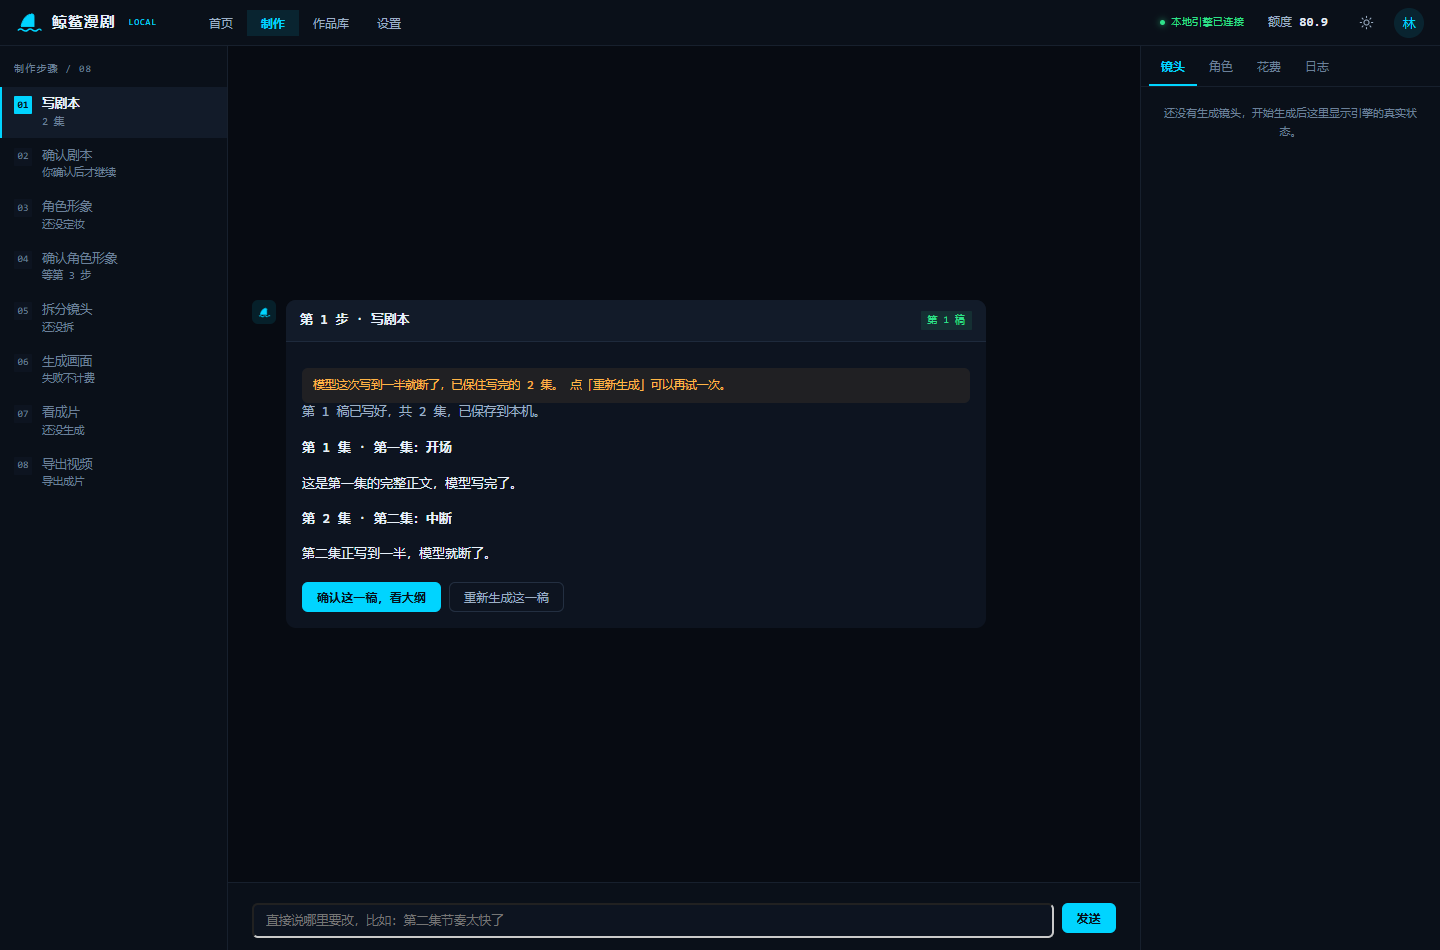 鲸鲨漫剧 LOCAL 首页 制作 作品库 设置 本地引擎已连接 额度 80.9 林
制作步骤 / 08
01 写剧本
2 集
02 确认剧本
你确认后才继续
03 角色形象
还没定妆
04 确认角色形象
等第 3 步
05 拆分镜头
还没拆
06 生成画面
失败不计费
07 看成片
还没生成
08 导出视频
导出成片
第 1 步 · 写剧本 第 1 稿
模型这次写到一半就断了，已保住写完的 2 集。 点「重新生成」可以再试一次。
第 1 稿已写好，共 2 集，已保存到本机。
第 1 集 · 第一集：开场
这是第一集的完整正文，模型写完了。
第 2 集 · 第二集：中断
第二集正写到一半，模型就断了。
确认这一稿，看大纲 重新生成这一稿
直接说哪里要改，比如：第二集节奏太快了 发送
镜头 角色 花费 日志
还没有生成镜头，开始生成后这里显示引擎的真实状
态。